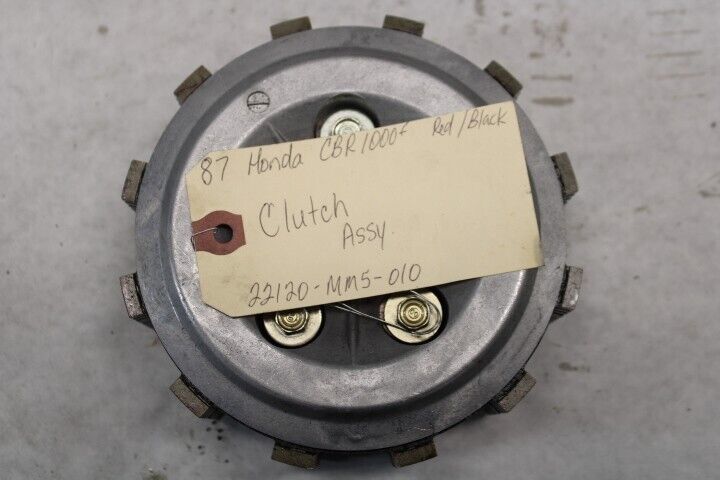 87 Honda CBR1000f Red/Black
Clutch
Assy.
22120-MM5-010